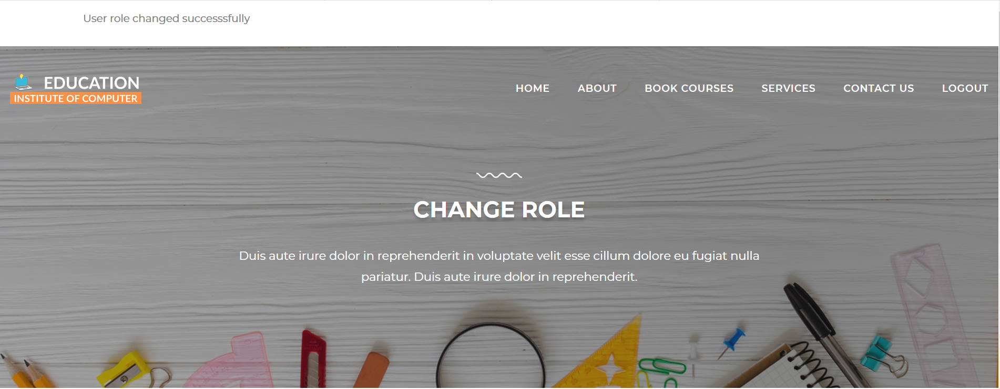 User role changed successsfully
EDUCATION
INSTITUTE OF COMPUTER
HOME ABOUT BOOK COURSES SERVICES CONTACT US LOGOUT
CHANGE ROLE
Duis aute irure dolor in reprehenderit in voluptate velit esse cillum dolore eu fugiat nulla
pariatur. Duis aute irure dolor in reprehenderit.